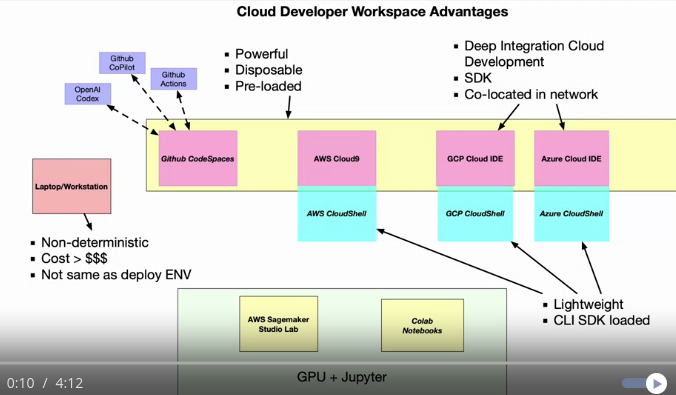 Cloud Developer Workspace Advantages
Github
CoPilot
Github
Actions
OpenAI
Codex
▪ Powerful
▪ Disposable
▪ Pre-loaded
▪ Deep Integration Cloud
Development
▪ SDK
▪ Co-located in network
Github CodeSpaces
AWS Cloud9
GCP Cloud IDE
Azure Cloud IDE
Laptop/Workstation
AWS CloudShell
GCP CloudShell
Azure CloudShell
▪ Non-deterministic
▪ Cost > $$$
▪ Not same as deploy ENV
▪ Lightweight
▪ CLI SDK loaded
AWS Sagemaker
Studio Lab
Colab
Notebooks
GPU + Jupyter
0:10 / 4:12